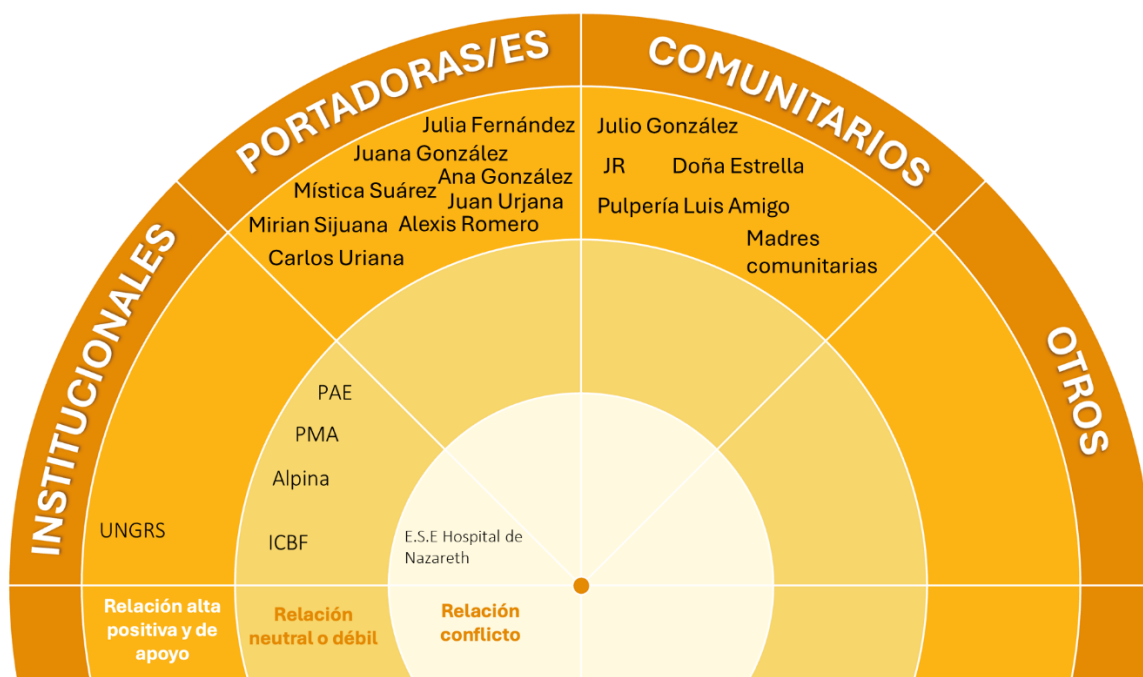 PORTADORAS/ES
COMUNITARIOS
INSTITUCIONALES
OTROS
Julia Fernández
Juana González
Ana González
Mística Suárez
Juan Urjana
Mirian Sijuana
Alexis Romero
Carlos Uriana
Julio González
JR
Doña Estrella
Pulpería Luis Amigo
Madres
comunitarias
PAE
PMA
Alpina
UNGRS
ICBF
E.S.E Hospital de
Nazareth
Relación alta
positiva y de
apoyo
Relación
neutral o débil
Relación
conflicto